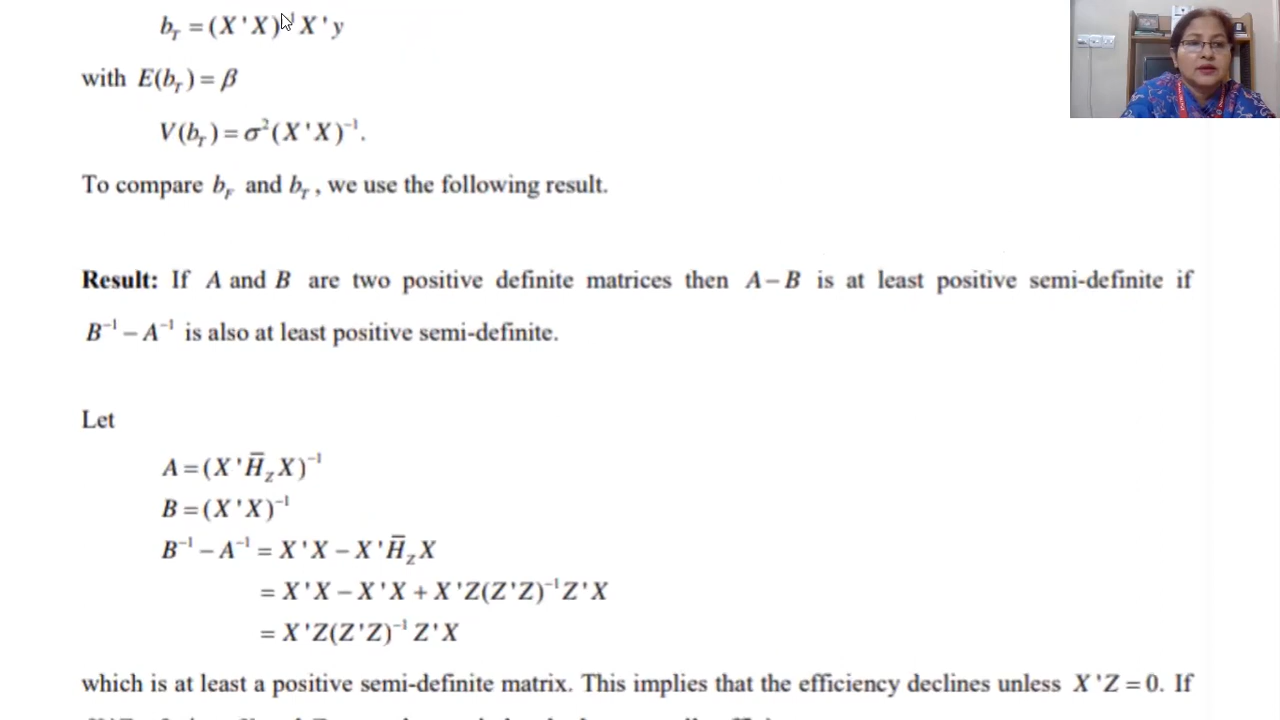 b_T = (X'X)⁻¹X'y
with E(b_T) = β
V(b_T) = σ²(X'X)⁻¹.
To compare b_F and b_T, we use the following result.
Result: If A and B are two positive definite matrices then A – B is at least positive semi-definite if
B⁻¹ – A⁻¹ is also at least positive semi-definite.
Let
A = (X'H̄_Z X)⁻¹
B = (X'X)⁻¹
B⁻¹ – A⁻¹ = X'X – X'H̄_Z X
= X'X – X'X + X'Z(Z'Z)⁻¹Z'X
= X'Z(Z'Z)⁻¹Z'X
which is at least a positive semi-definite matrix. This implies that the efficiency declines unless X'Z = 0. If